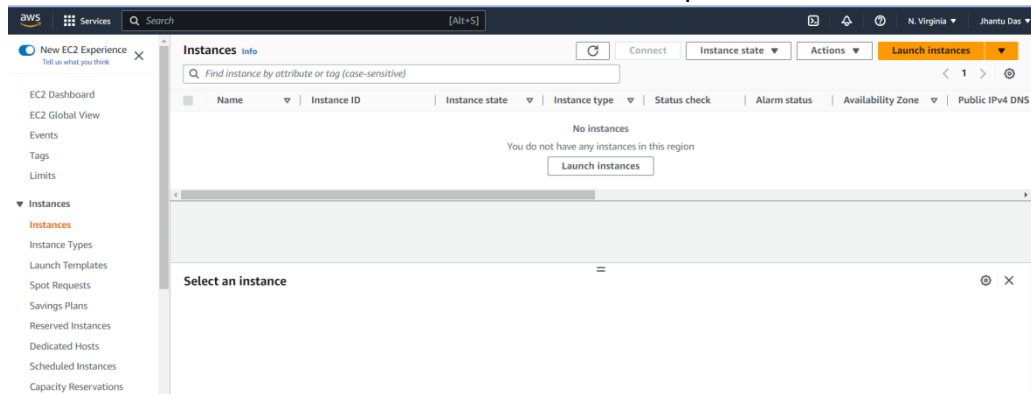 aws Services Search [Alt+S] N. Virginia Jhantu Das
New EC2 Experience
Tell us what you think
EC2 Dashboard
EC2 Global View
Events
Tags
Limits
Instances
Instances
Instance Types
Launch Templates
Spot Requests
Savings Plans
Reserved Instances
Dedicated Hosts
Scheduled Instances
Capacity Reservations
Instances Info Connect Instance state Actions Launch instances
Find instance by attribute or tag (case-sensitive) 1
Name Instance ID Instance state Instance type Status check Alarm status Availability Zone Public IPv4 DNS
No instances
You do not have any instances in this region
Launch instances
Select an instance